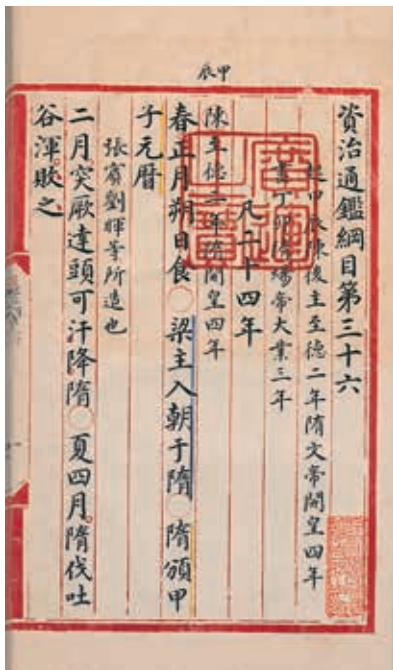 甲辰
資治通鑑綱目第三十六
起甲辰陳後主至德二年隋文帝開皇四年
盡丁卯隋煬帝大業三年
凡二十四年
陳至德二年隋開皇四年
春正月朔日食○梁主入朝于隋○隋頒甲
子元曆
張賓劉暉等所造也
二月突厥達頭可汗降隋○夏四月隋伐吐
谷渾敗之